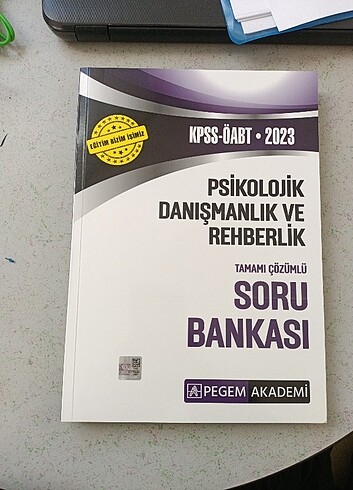 KPSS-ÖABT • 2023
EĞİTİM BİZİM İŞİMİZ
PSİKOLOJİK
DANIŞMANLIK VE
REHBERLİK
TAMAMI ÇÖZÜMLÜ
SORU
BANKASI
PEGEM AKADEMİ